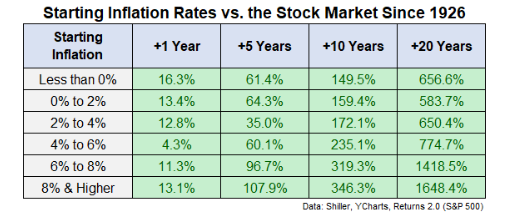 Starting Inflation Rates vs. the Stock Market Since 1926
Starting Inflation +1 Year +5 Years +10 Years +20 Years
Less than 0% 16.3% 61.4% 149.5% 656.6%
0% to 2% 13.4% 64.3% 159.4% 583.7%
2% to 4% 12.8% 35.0% 172.1% 650.4%
4% to 6% 4.3% 60.1% 235.1% 774.7%
6% to 8% 11.3% 96.7% 319.3% 1418.5%
8% & Higher 13.1% 107.9% 346.3% 1648.4%
Data: Shiller, YCharts, Returns 2.0 (S&P 500)